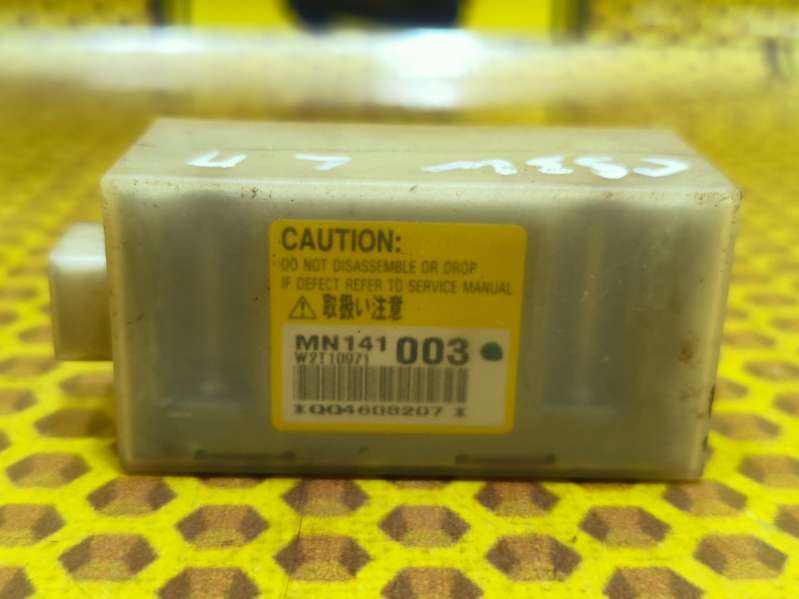 CAUTION:
DO NOT DISASSEMBLE OR DROP
IF DEFECT REFER TO SERVICE MANUAL
⚠ 取扱い注意
MN141 003
W2T10971
*QQ4608207*